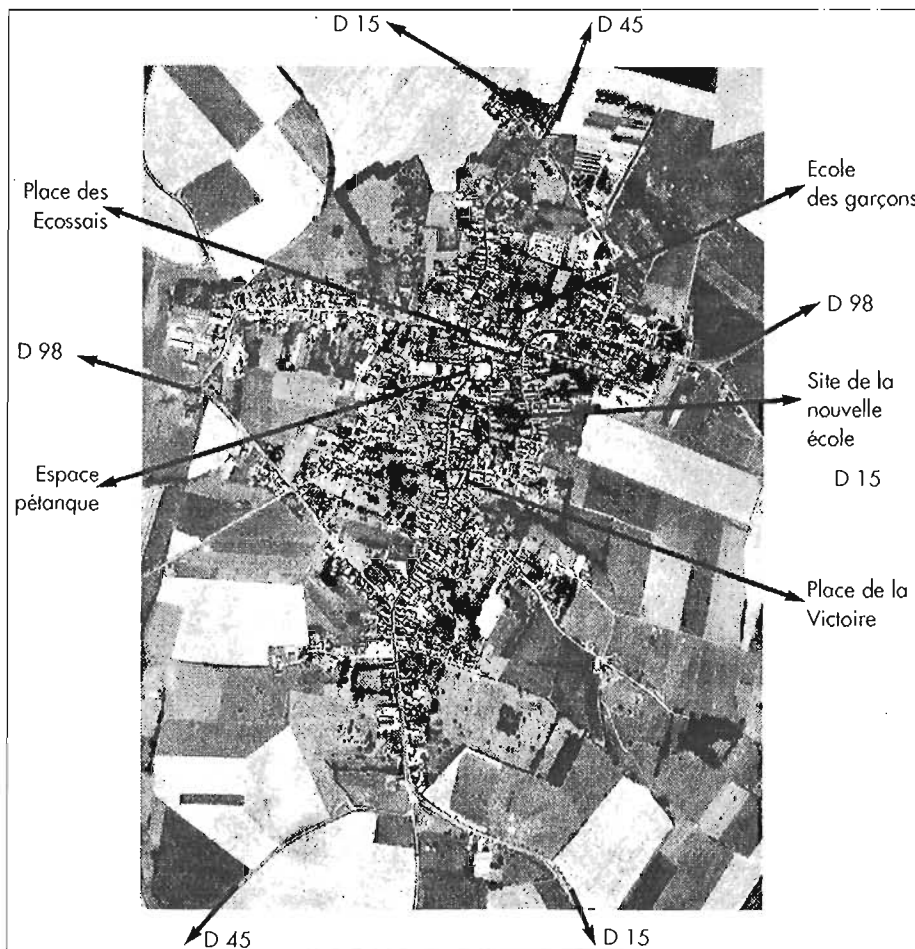 D 15
D 45
Place des
Ecossais
Ecole
des garçons
D 98
D 98
Site de la
nouvelle
école
Espace
pétanque
D 15
Place de la
Victoire
D 45
D 15